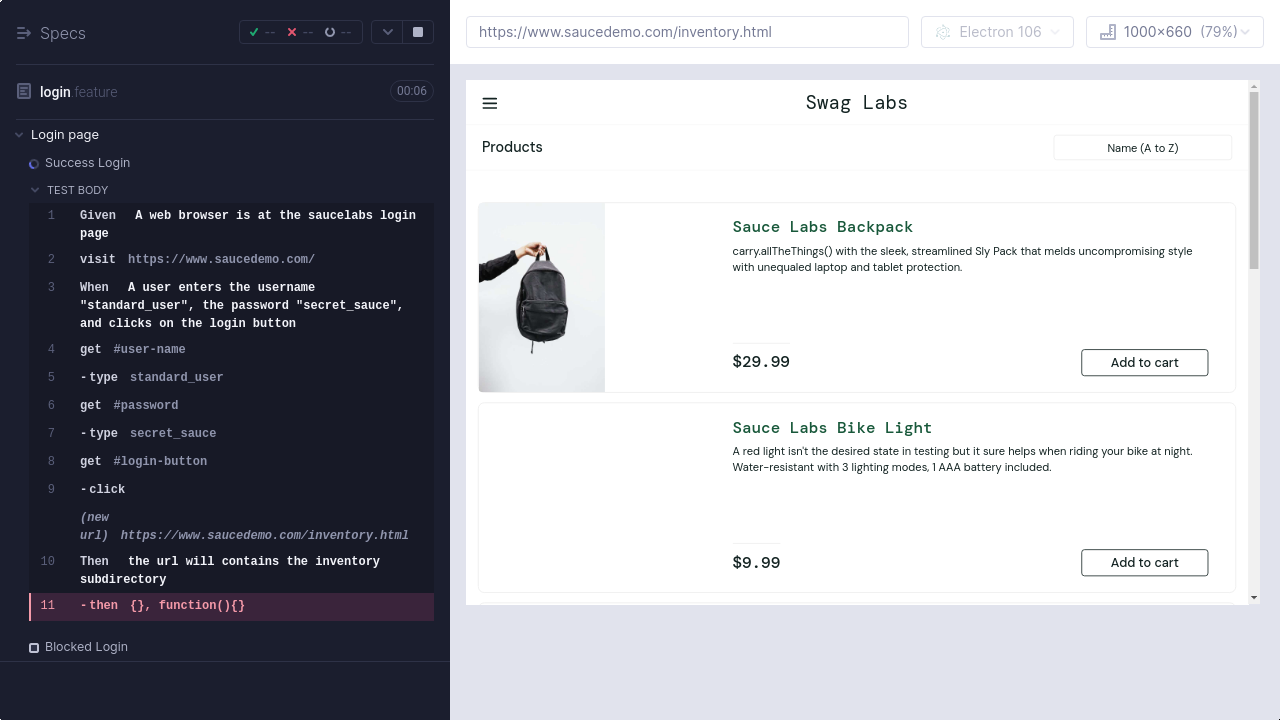 Specs
-- -- --
login.feature
00:06
Login page
Success Login
TEST BODY
1 Given A web browser is at the saucelabs login
page
2 visit https://www.saucedemo.com/
3 When A user enters the username
"standard_user", the password "secret_sauce",
and clicks on the login button
4 get #user-name
5 -type standard_user
6 get #password
7 -type secret_sauce
8 get #login-button
9 -click
(new
url) https://www.saucedemo.com/inventory.html
10 Then the url will contains the inventory
subdirectory
11 -then {}, function(){}
Blocked Login
https://www.saucedemo.com/inventory.html
Electron 106
1000x660 (79%)
Swag Labs
Products
Name (A to Z)
Sauce Labs Backpack
carry.allTheThings() with the sleek, streamlined Sly Pack that melds uncompromising style
with unequaled laptop and tablet protection.
$29.99
Add to cart
Sauce Labs Bike Light
A red light isn't the desired state in testing but it sure helps when riding your bike at night.
Water-resistant with 3 lighting modes, 1 AAA battery included.
$9.99
Add to cart